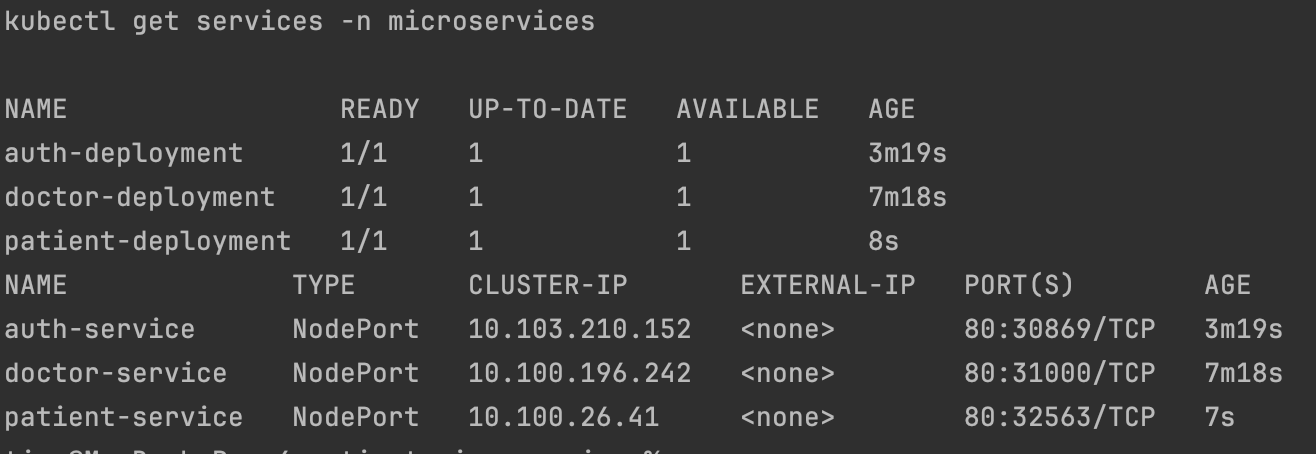 kubectl get services -n microservices
NAME READY UP-TO-DATE AVAILABLE AGE
auth-deployment 1/1 1 1 3m19s
doctor-deployment 1/1 1 1 7m18s
patient-deployment 1/1 1 1 8s
NAME TYPE CLUSTER-IP EXTERNAL-IP PORT(S) AGE
auth-service NodePort 10.103.210.152 <none> 80:30869/TCP 3m19s
doctor-service NodePort 10.100.196.242 <none> 80:31000/TCP 7m18s
patient-service NodePort 10.100.26.41 <none> 80:32563/TCP 7s